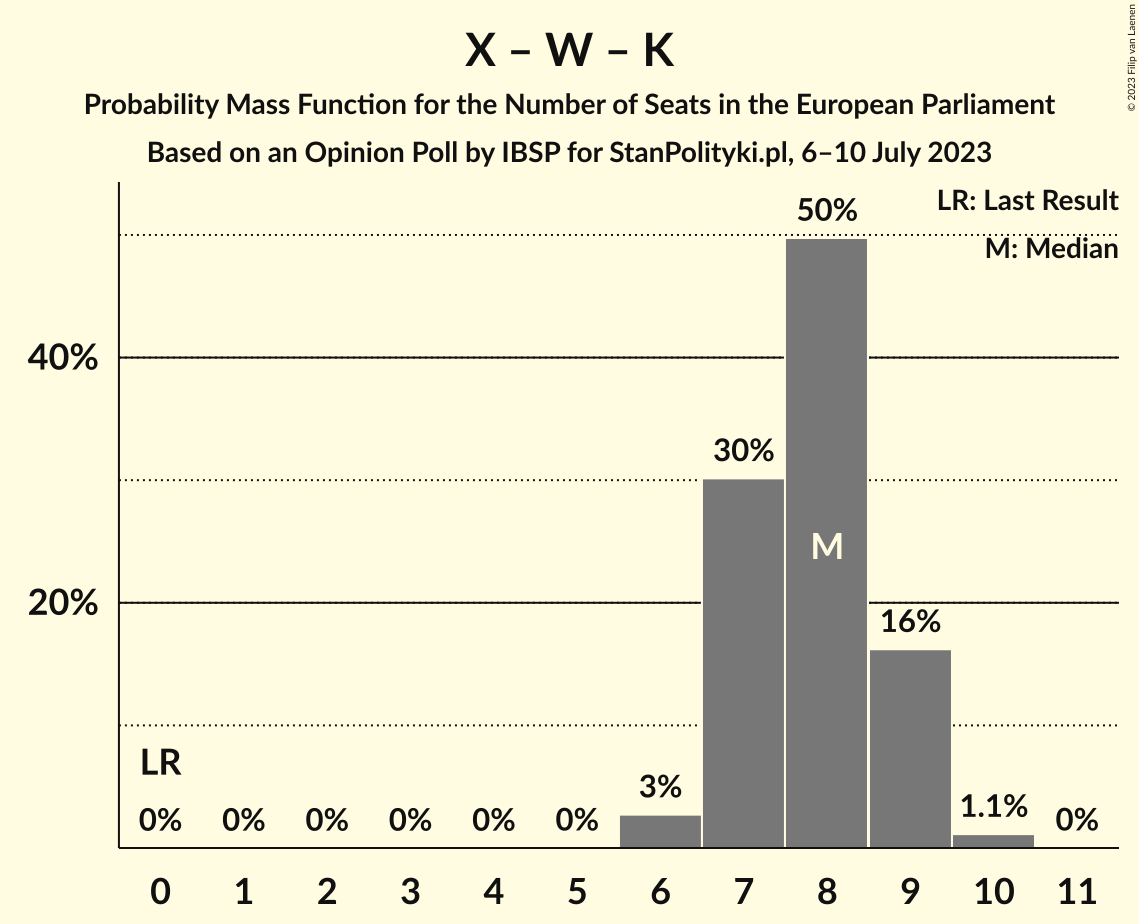 X – W – K
Probability Mass Function for the Number of Seats in the European Parliament
Based on an Opinion Poll by IBSP for StanPolityki.pl, 6–10 July 2023
© 2023 Filip van Laenen
LR: Last Result
M: Median
50%
40%
30%
M
20%
16%
LR
3%
1.1%
0% 0% 0% 0% 0% 0% 0%
0 1 2 3 4 5 6 7 8 9 10 11